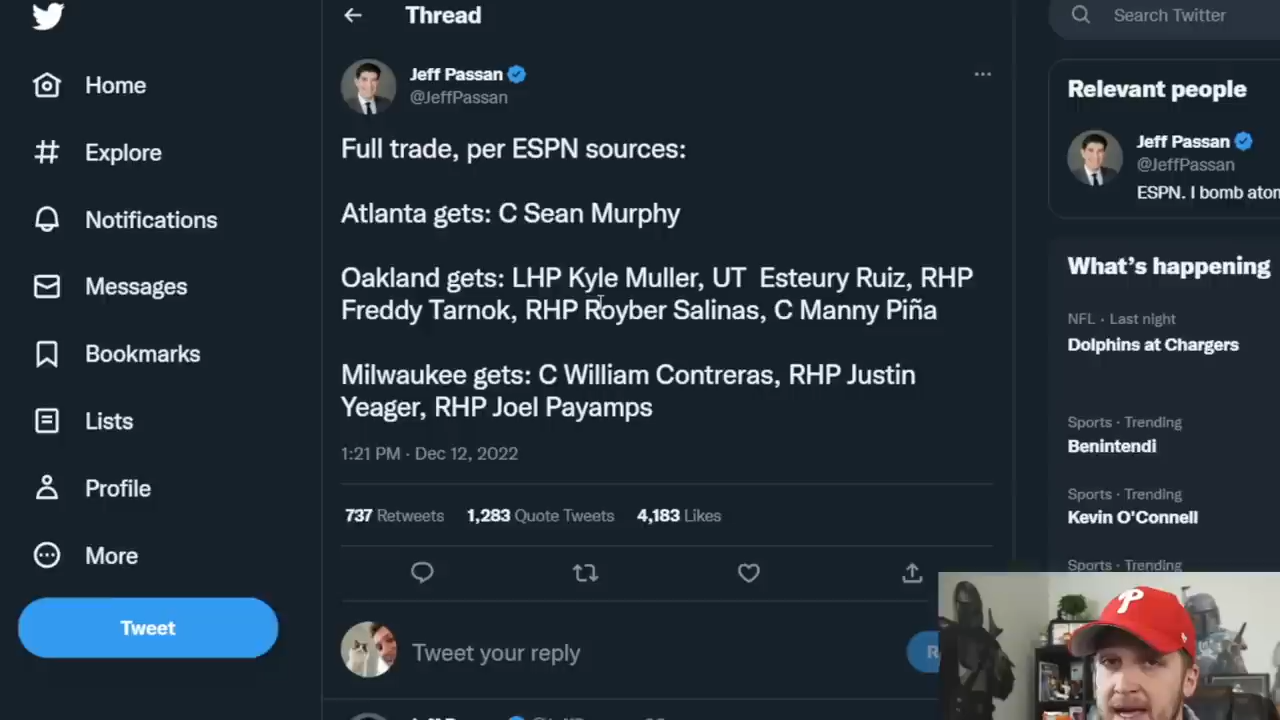 Thread
Search Twitter
Home
Explore
Notifications
Messages
Bookmarks
Lists
Profile
More
Tweet
Jeff Passan
@JeffPassan
Full trade, per ESPN sources:
Atlanta gets: C Sean Murphy
Oakland gets: LHP Kyle Muller, UT  Esteury Ruiz, RHP
Freddy Tarnok, RHP Royber Salinas, C Manny Piña
Milwaukee gets: C William Contreras, RHP Justin
Yeager, RHP Joel Payamps
1:21 PM · Dec 12, 2022
737 Retweets 1,283 Quote Tweets 4,183 Likes
Tweet your reply
R
Relevant people
Jeff Passan
@JeffPassan
ESPN. I bomb
What's happening
NFL · Last night
Dolphins at Chargers
Sports · Trending
Benintendi
Sports · Trending
Kevin O'Connell
Sports · Trending
P